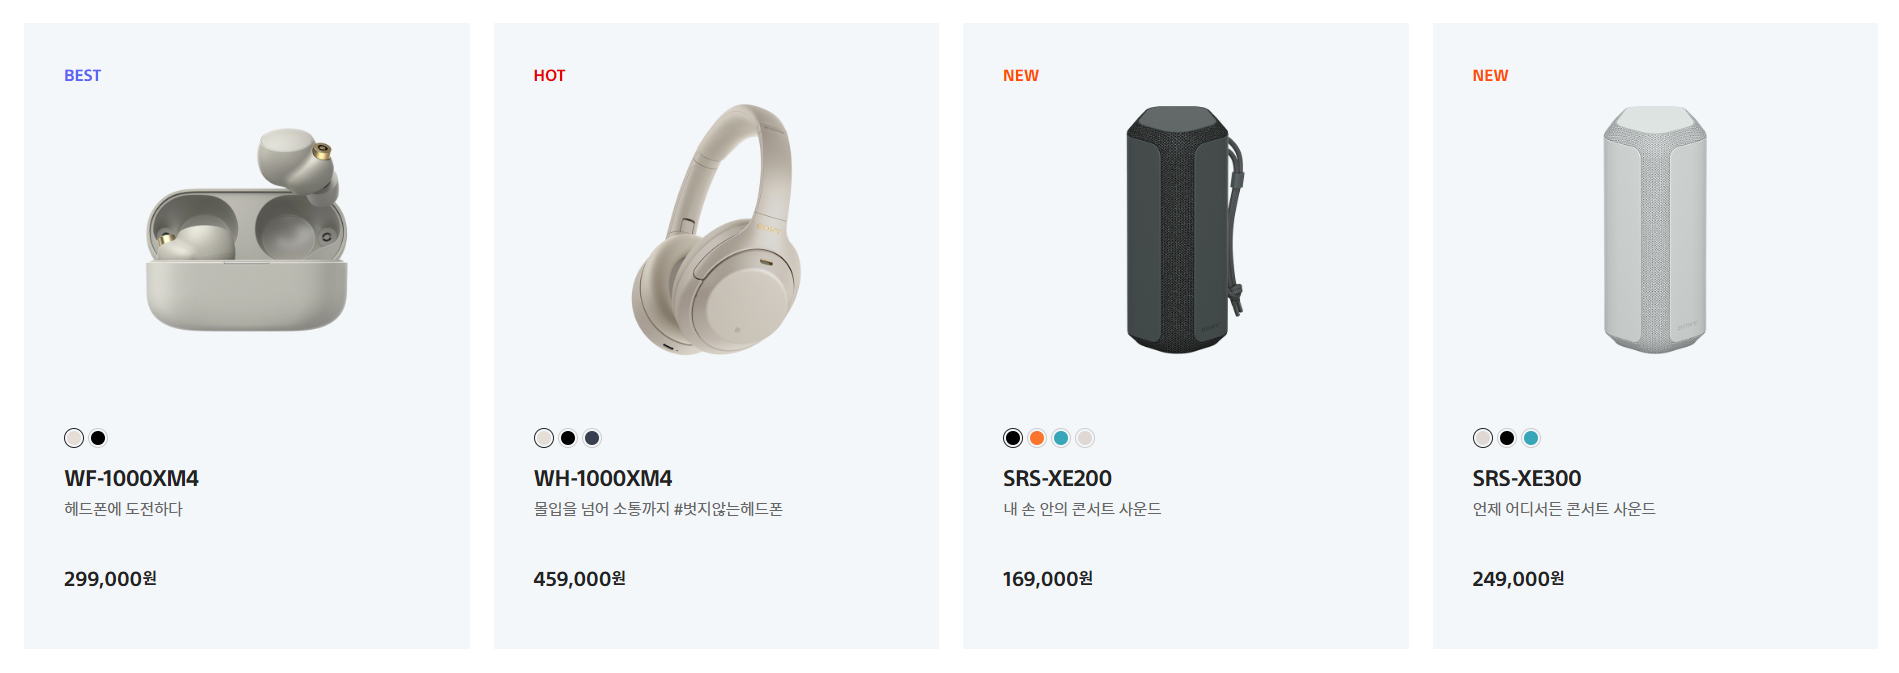 BEST
WF-1000XM4
헤드폰에 도전하다
299,000원
HOT
SONY
WH-1000XM4
몰입을 넘어 소통까지 #벗지않는헤드폰
459,000원
NEW
SONY
SRS-XE200
내 손 안의 콘서트 사운드
169,000원
NEW
SONY
SRS-XE300
언제 어디서든 콘서트 사운드
249,000원